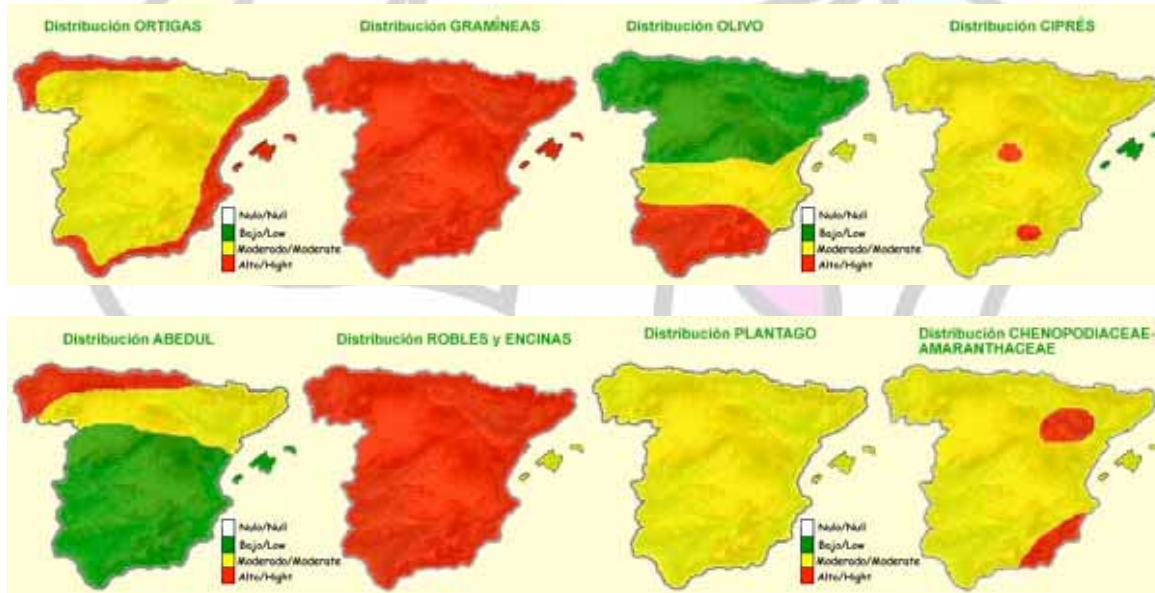 Distribución ORTIGAS
Distribución GRAMÍNEAS
Distribución OLIVO
Distribución CIPRÉS
Nulo/Null
Bajo/Low
Moderado/Moderate
Alto/Hight
Nulo/Null
Bajo/Low
Moderado/Moderate
Alto/Hight
Distribución ABEDUL
Distribución ROBLES y ENCINAS
Distribución PLANTAGO
Distribución CHENOPODIACEAE-
AMARANTHACEAE
Nulo/Null
Bajo/Low
Moderado/Moderate
Alto/Hight
Nulo/Null
Bajo/Low
Moderado/Moderate
Alto/Hight